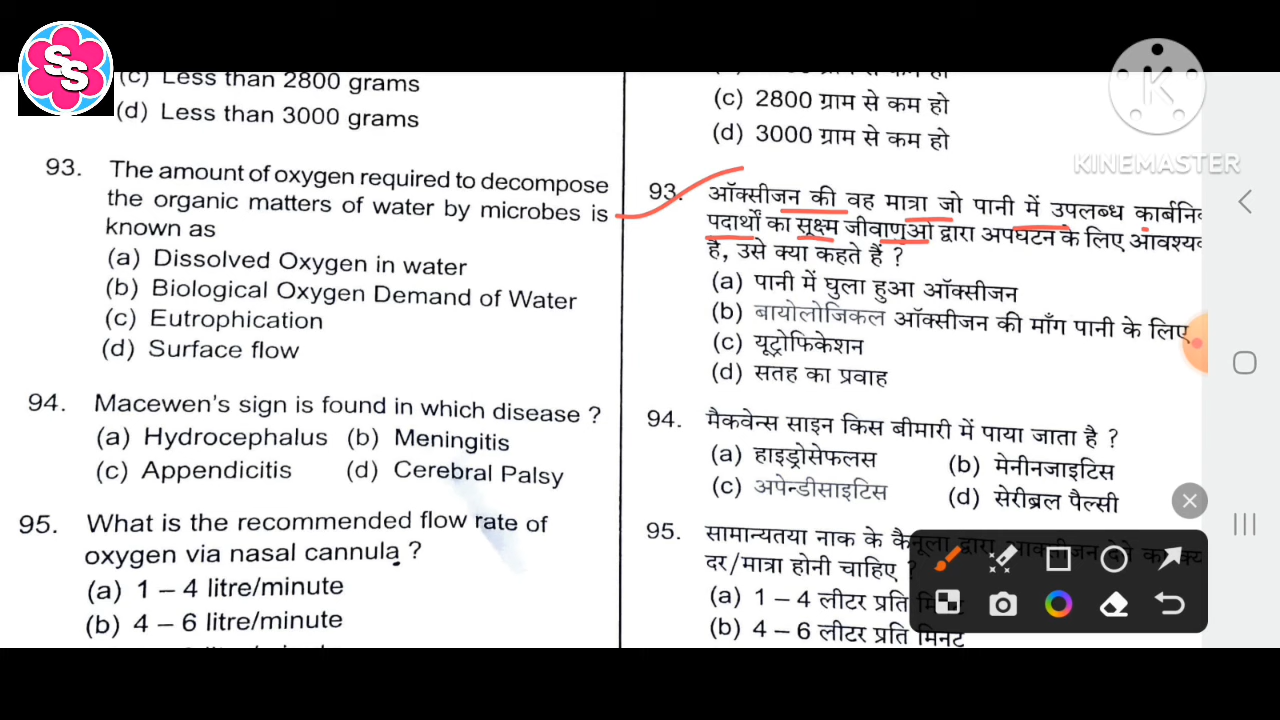 SS
KINEMASTER
(c) Less than 2800 grams
(d) Less than 3000 grams
93. The amount of oxygen required to decompose
the organic matters of water by microbes is
known as
(a) Dissolved Oxygen in water
(b) Biological Oxygen Demand of Water
(c) Eutrophication
(d) Surface flow
94. Macewen's sign is found in which disease ?
(a) Hydrocephalus (b) Meningitis
(c) Appendicitis (d) Cerebral Palsy
95. What is the recommended flow rate of
oxygen via nasal cannula ?
(a) 1 – 4 litre/minute
(b) 4 – 6 litre/minute
(c) 2800 ग्राम से कम हो
(d) 3000 ग्राम से कम हो
93. ऑक्सीजन की वह मात्रा जो पानी में उपलब्ध
पदार्थों का सूक्ष्म जीवाणुओं द्वारा अपघटन के लिए
है, उसे क्या कहते हैं ?
(a) पानी में घुला हुआ ऑक्सीजन
(b) बायोलोजिकल ऑक्सीजन की माँग पानी के लिए
(c) यूट्रोफिकेशन
(d) सतह का प्रवाह
94. मैकवेन्स साइन किस बीमारी में पाया जाता है ?
(a) हाइड्रोसेफलस (b) मेनीनजाइटिस
(c) अपेन्डीसाइटिस (d) सेरीब्रल पैल्सी
95. सामान्यतया नाक के कैनूला द्वारा
दर/मात्रा होनी चाहिए ?
(a) 1 – 4 लीटर प्रति
(b) 4 – 6 लीटर प्रति मिनट